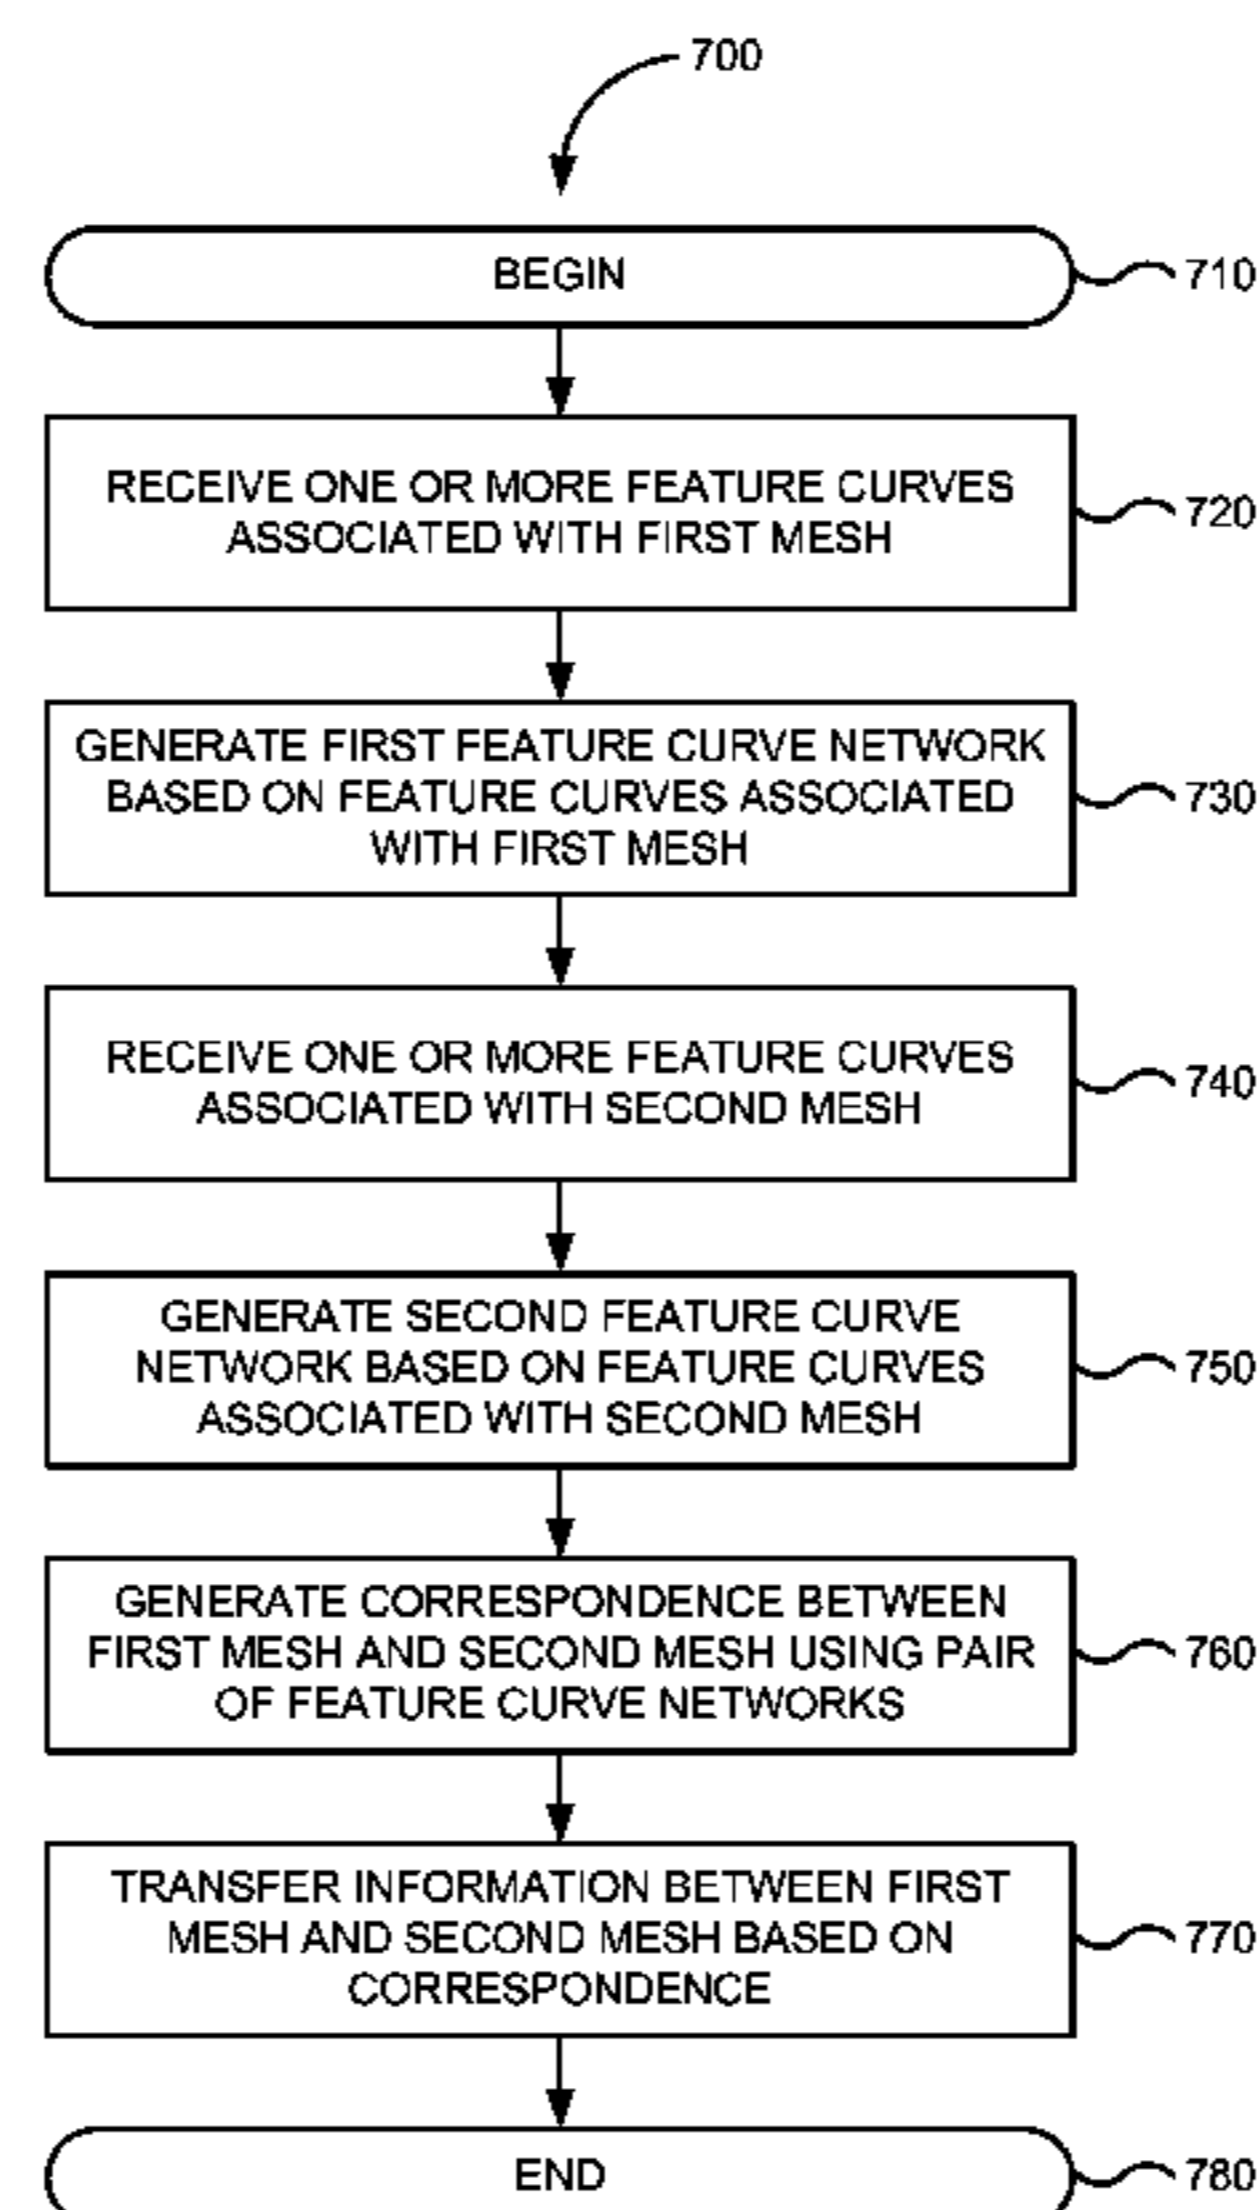 700
BEGIN
710
RECEIVE ONE OR MORE FEATURE CURVES
ASSOCIATED WITH FIRST MESH
720
GENERATE FIRST FEATURE CURVE NETWORK
BASED ON FEATURE CURVES ASSOCIATED
WITH FIRST MESH
730
RECEIVE ONE OR MORE FEATURE CURVES
ASSOCIATED WITH SECOND MESH
740
GENERATE SECOND FEATURE CURVE
NETWORK BASED ON FEATURE CURVES
ASSOCIATED WITH SECOND MESH
750
GENERATE CORRESPONDENCE BETWEEN
FIRST MESH AND SECOND MESH USING PAIR
OF FEATURE CURVE NETWORKS
760
TRANSFER INFORMATION BETWEEN FIRST
MESH AND SECOND MESH BASED ON
CORRESPONDENCE
770
END
780